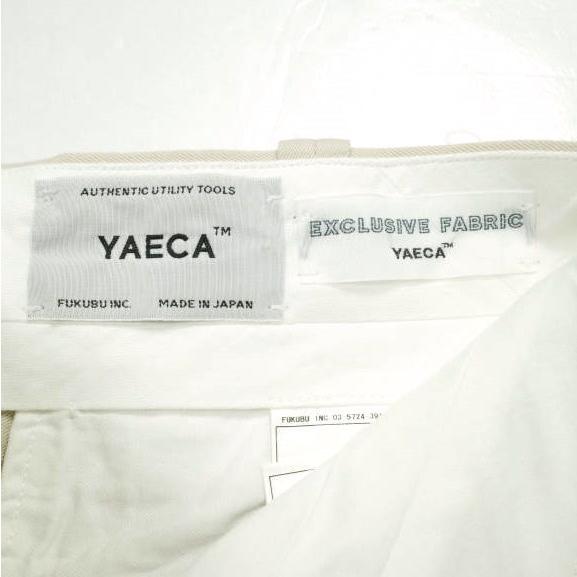 AUTHENTIC UTILITY TOOLS
YAECA™
FUKUBU INC. MADE IN JAPAN
EXCLUSIVE FABRIC
YAECA™
FUKUBU INC 03 5724